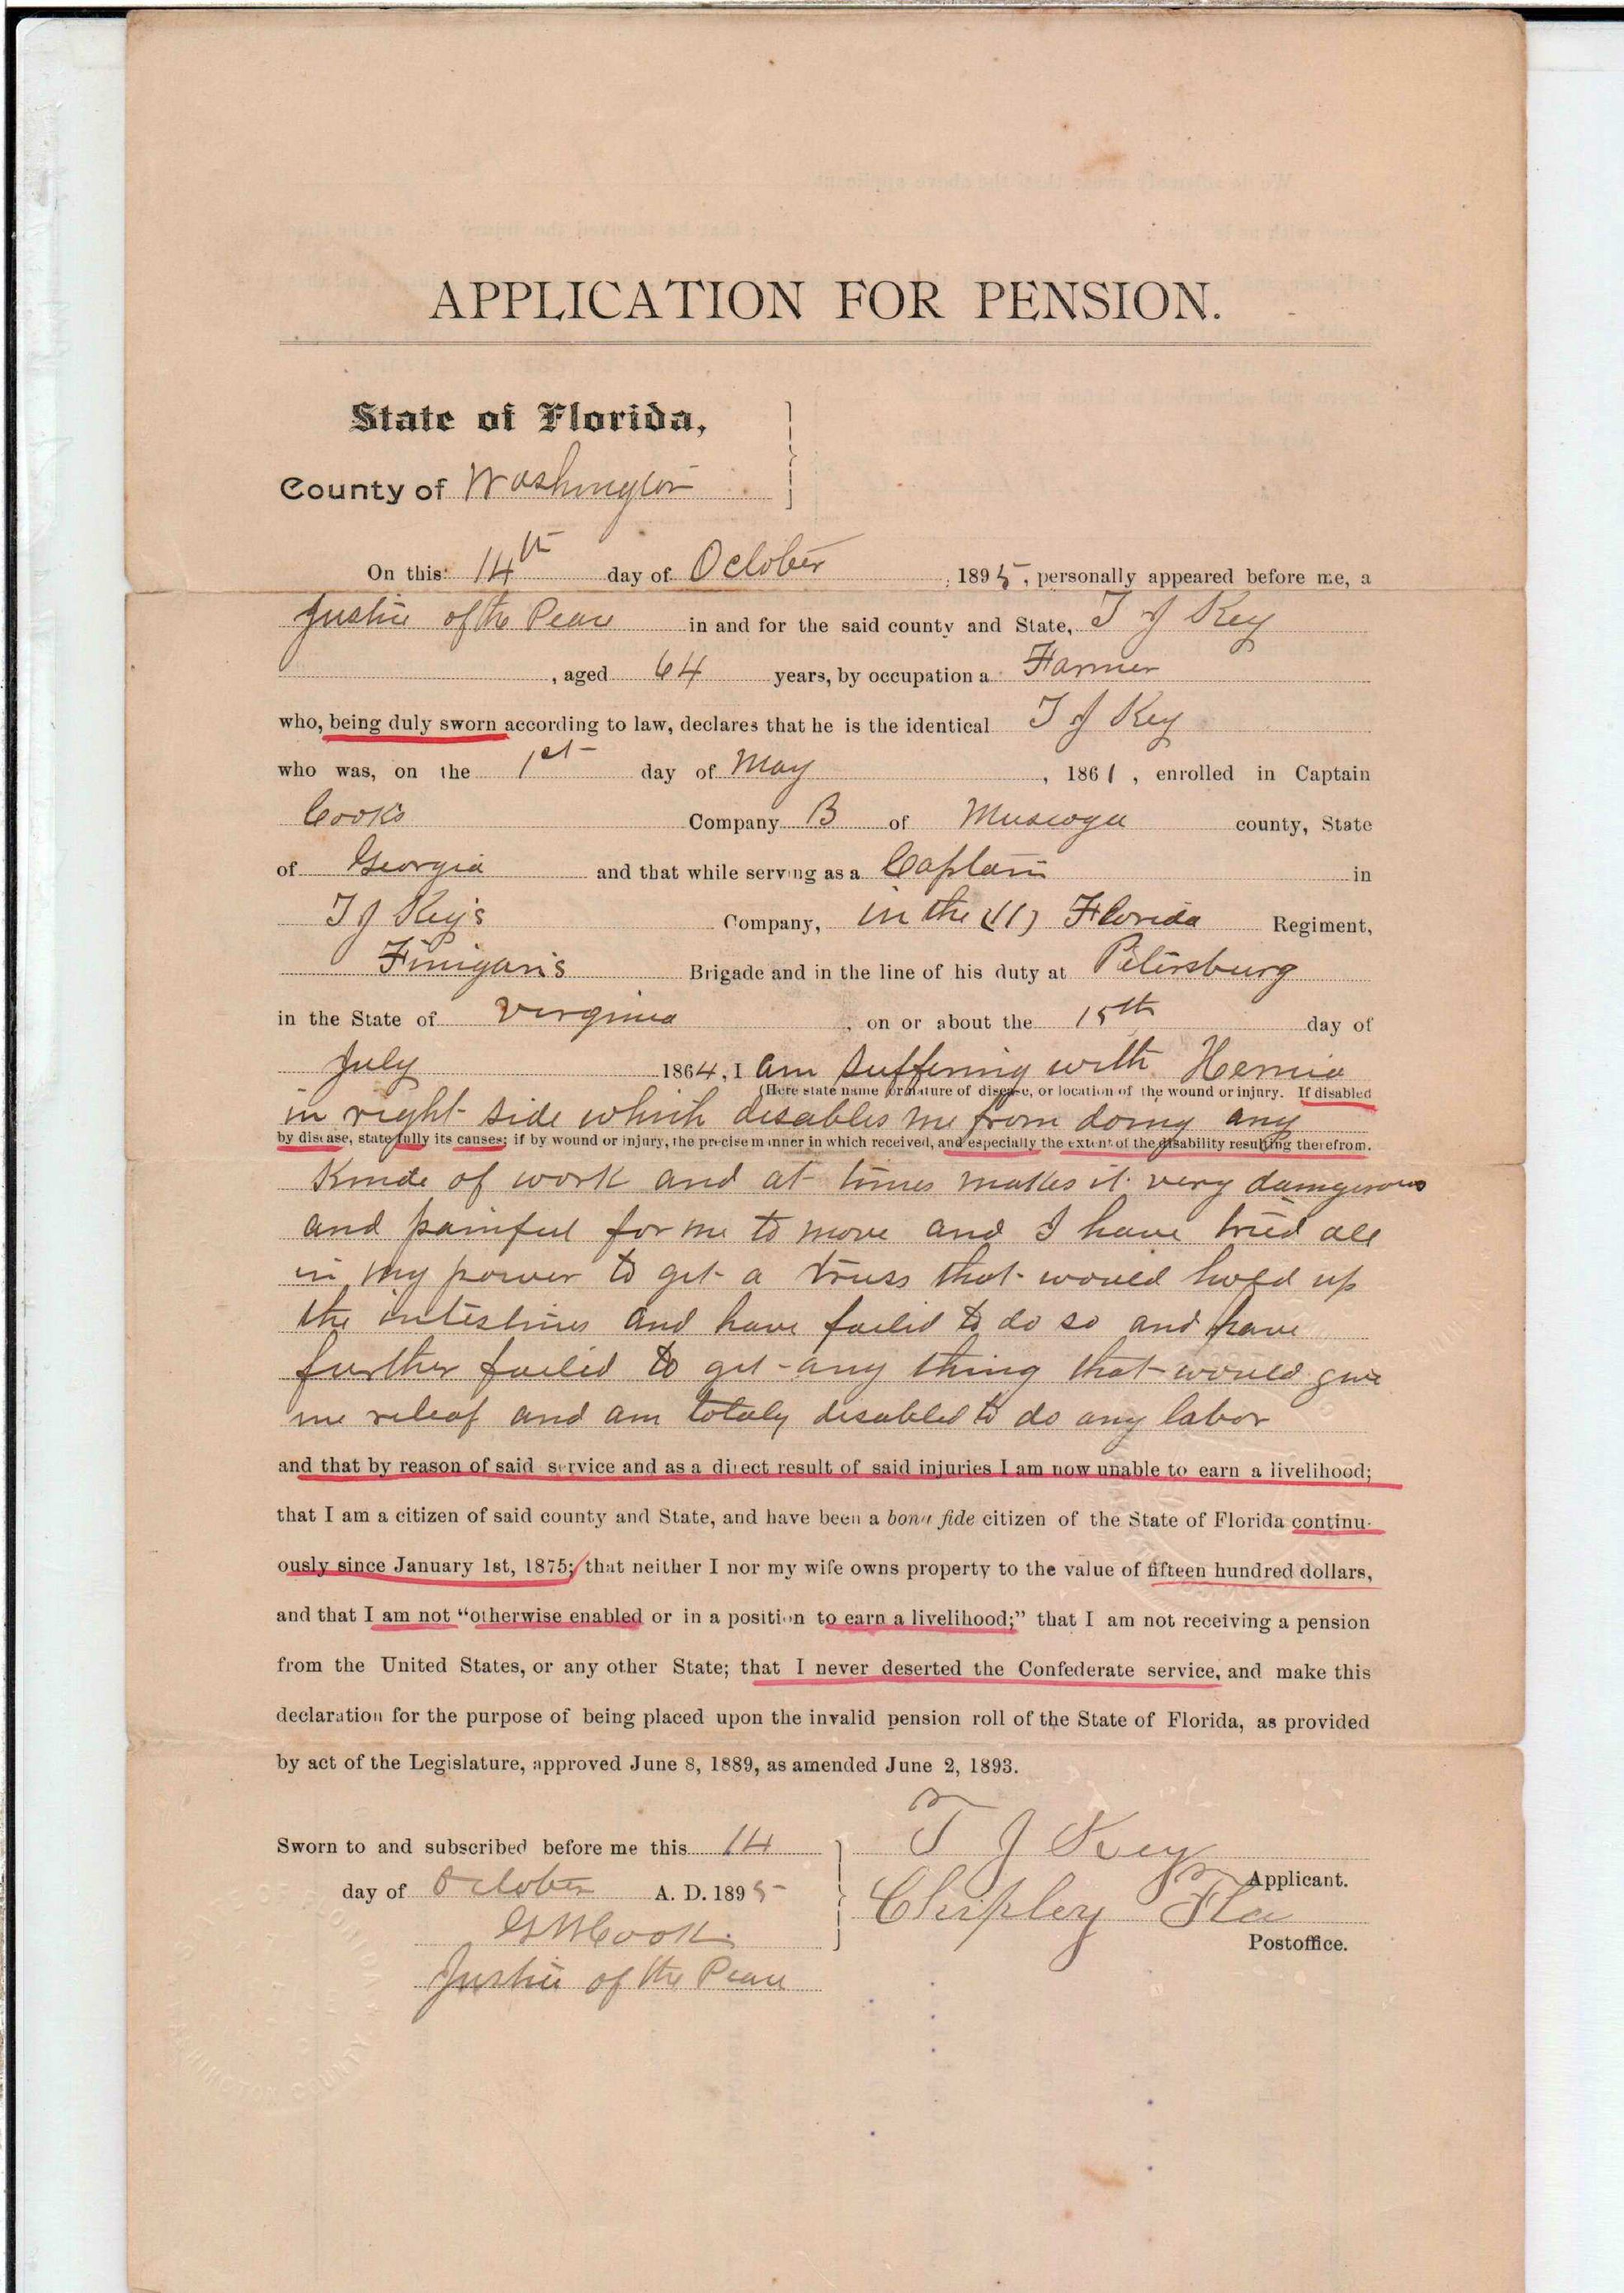 APPLICATION FOR PENSION.
State of Florida,
County of Washington
On this 14th day of October, 1895, personally appeared before me, a
Justice of the Peace in and for the said county and State, T J Key
, aged 64 years, by occupation a Farmer
who, being duly sworn according to law, declares that he is the identical T J Key
who was, on the 1st day of May, 1861, enrolled in Captain
Cooks Company B of Muscogee county, State
of Georgia and that while serving as a Captain in
T J Key's Company, in the (11) Florida Regiment,
Finigan's Brigade and in the line of his duty at Petersburg
in the State of Verginia, on or about the 15th day of
July 1864, I am suffering with Hernia
(Here state name or nature of disease, or location of the wound or injury. If disabled
in right side which disables me from doing any
by disease, state fully its causes; if by wound or injury, the precise manner in which received, and especially the extent of the disability resulting therefrom.
Kinde of work and at times makes it very damgerous
and painful for me to move and I have tried all
in my power to get a truss that would hold up
the intestines and have failed to do so and have
further failed to get any thing that would give
me releaf and am totaly disabled to do any labor
and that by reason of said service and as a direct result of said injuries I am now unable to earn a livelihood;
that I am a citizen of said county and State, and have been a bona fide citizen of the State of Florida continu-
ously since January 1st, 1875; that neither I nor my wife owns property to the value of fifteen hundred dollars,
and that I am not "otherwise enabled or in a position to earn a livelihood;" that I am not receiving a pension
from the United States, or any other State; that I never deserted the Confederate service, and make this
declaration for the purpose of being placed upon the invalid pension roll of the State of Florida, as provided
by act of the Legislature, approved June 8, 1889, as amended June 2, 1893.
Sworn to and subscribed before me this 14 T J Key
Applicant.
day of October A. D. 1895 Chipley Fla
Postoffice.
G W Cook
Justice of the Peace